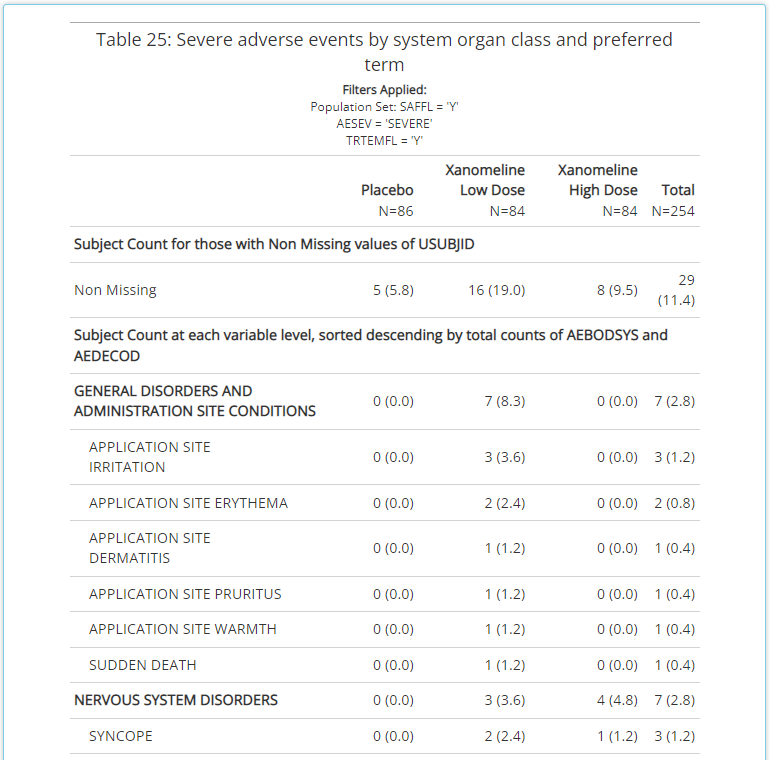 Table 25: Severe adverse events by system organ class and preferred
term
Filters Applied:
Population Set: SAFFL = 'Y'
AESEV = 'SEVERE'
TRTEMFL = 'Y'
Xanomeline Xanomeline
Placebo Low Dose High Dose Total
N=86 N=84 N=84 N=254
Subject Count for those with Non Missing values of USUBJID
Non Missing 5 (5.8) 16 (19.0) 8 (9.5) 29
(11.4)
Subject Count at each variable level, sorted descending by total counts of AEBODSYS and
AEDECOD
GENERAL DISORDERS AND
ADMINISTRATION SITE CONDITIONS 0 (0.0) 7 (8.3) 0 (0.0) 7 (2.8)
APPLICATION SITE
IRRITATION 0 (0.0) 3 (3.6) 0 (0.0) 3 (1.2)
APPLICATION SITE ERYTHEMA 0 (0.0) 2 (2.4) 0 (0.0) 2 (0.8)
APPLICATION SITE
DERMATITIS 0 (0.0) 1 (1.2) 0 (0.0) 1 (0.4)
APPLICATION SITE PRURITUS 0 (0.0) 1 (1.2) 0 (0.0) 1 (0.4)
APPLICATION SITE WARMTH 0 (0.0) 1 (1.2) 0 (0.0) 1 (0.4)
SUDDEN DEATH 0 (0.0) 1 (1.2) 0 (0.0) 1 (0.4)
NERVOUS SYSTEM DISORDERS 0 (0.0) 3 (3.6) 4 (4.8) 7 (2.8)
SYNCOPE 0 (0.0) 2 (2.4) 1 (1.2) 3 (1.2)